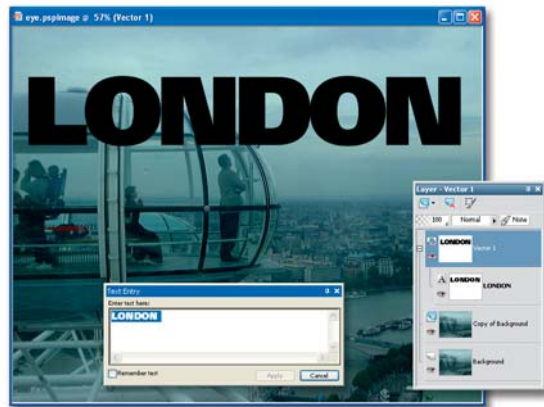 eye.pspimage @ 57% (Vector 1)
LONDON
Layer - Vector 1
100 Normal None
LONDON
Vector 1
A LONDON
LONDON
Copy of Background
Background
Text Entry
Enter text here:
LONDON
Remember text
Apply
Cancel